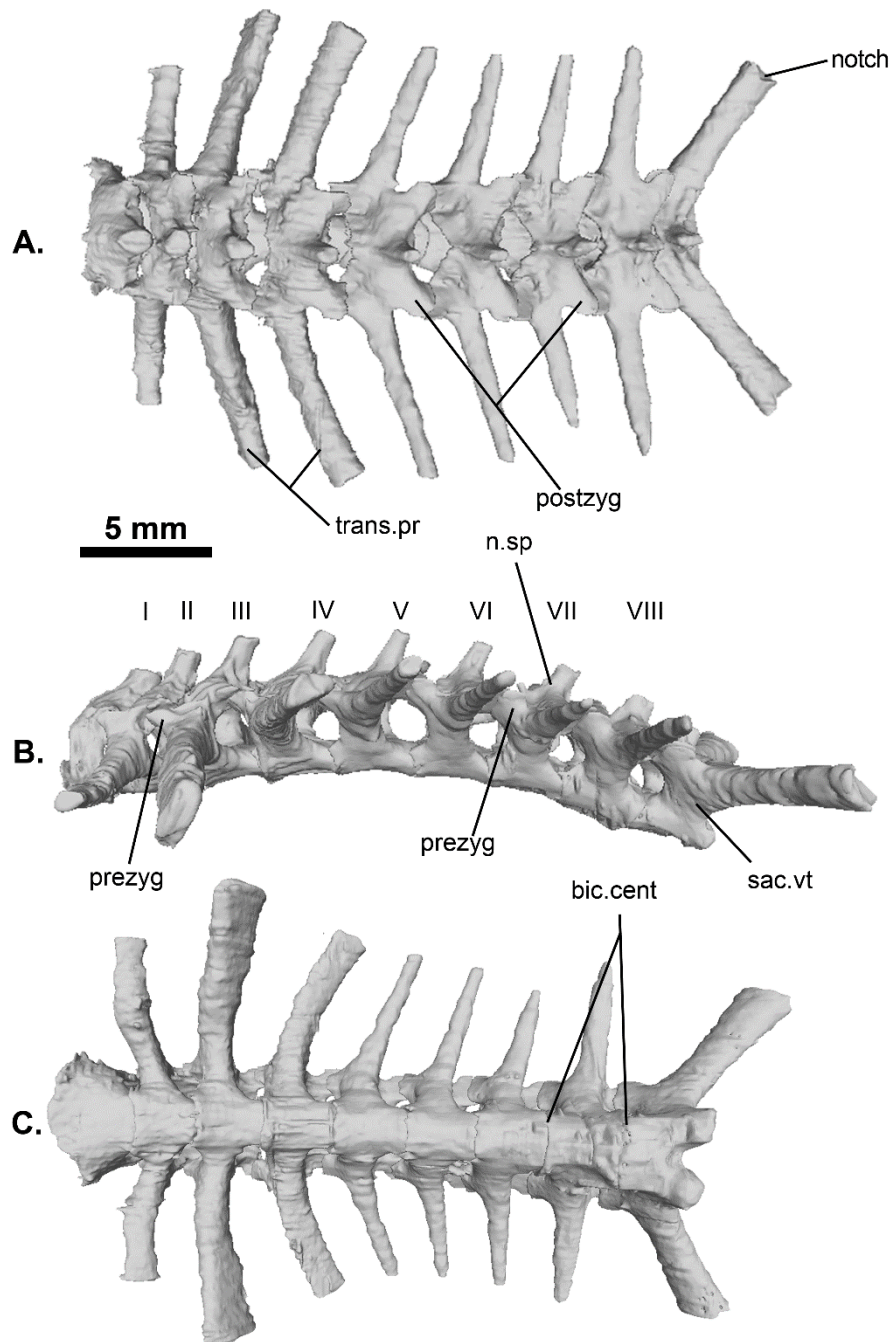 notch
A.
postzyg
trans.pr
5 mm
n.sp
I II III IV V VI VII VIII
B.
prezyg
prezyg
sac.vt
bic.cent
C.